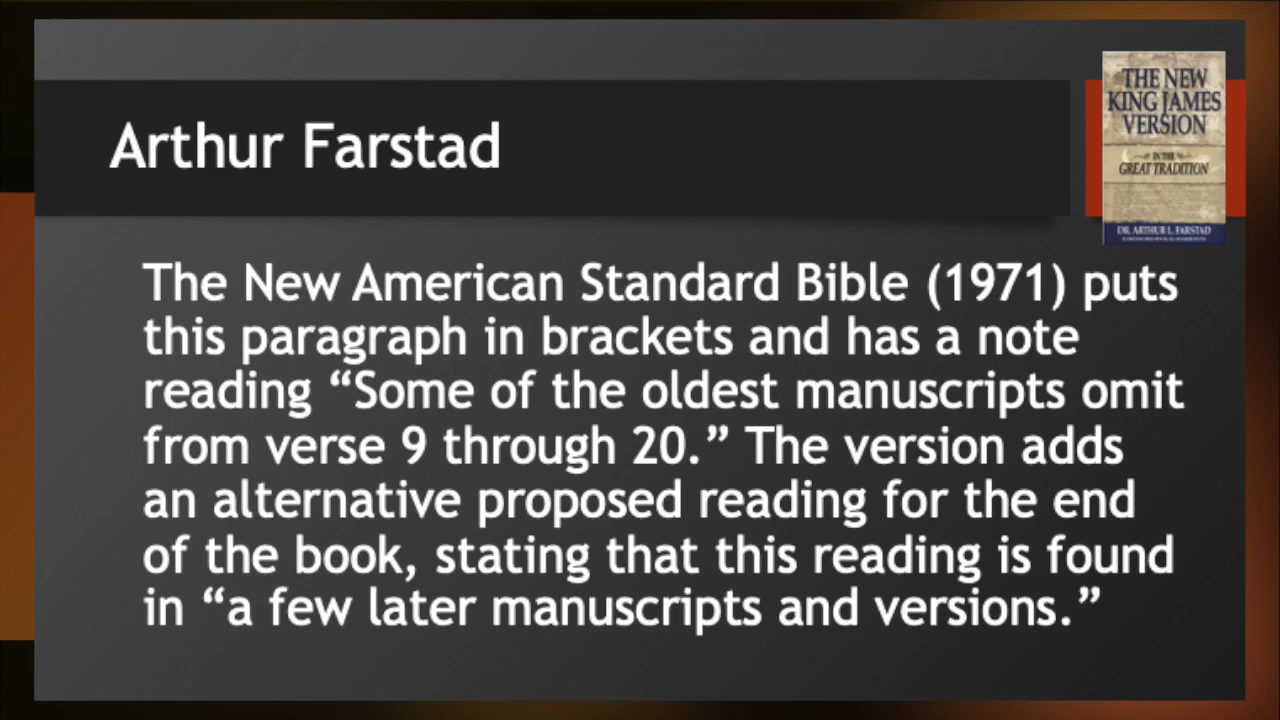 Arthur Farstad
THE NEW
KING JAMES
VERSION
IN THE
GREAT TRADITION
DR. ARTHUR L. FARSTAD
The New American Standard Bible (1971) puts
this paragraph in brackets and has a note
reading “Some of the oldest manuscripts omit
from verse 9 through 20.” The version adds
an alternative proposed reading for the end
of the book, stating that this reading is found
in “a few later manuscripts and versions.”